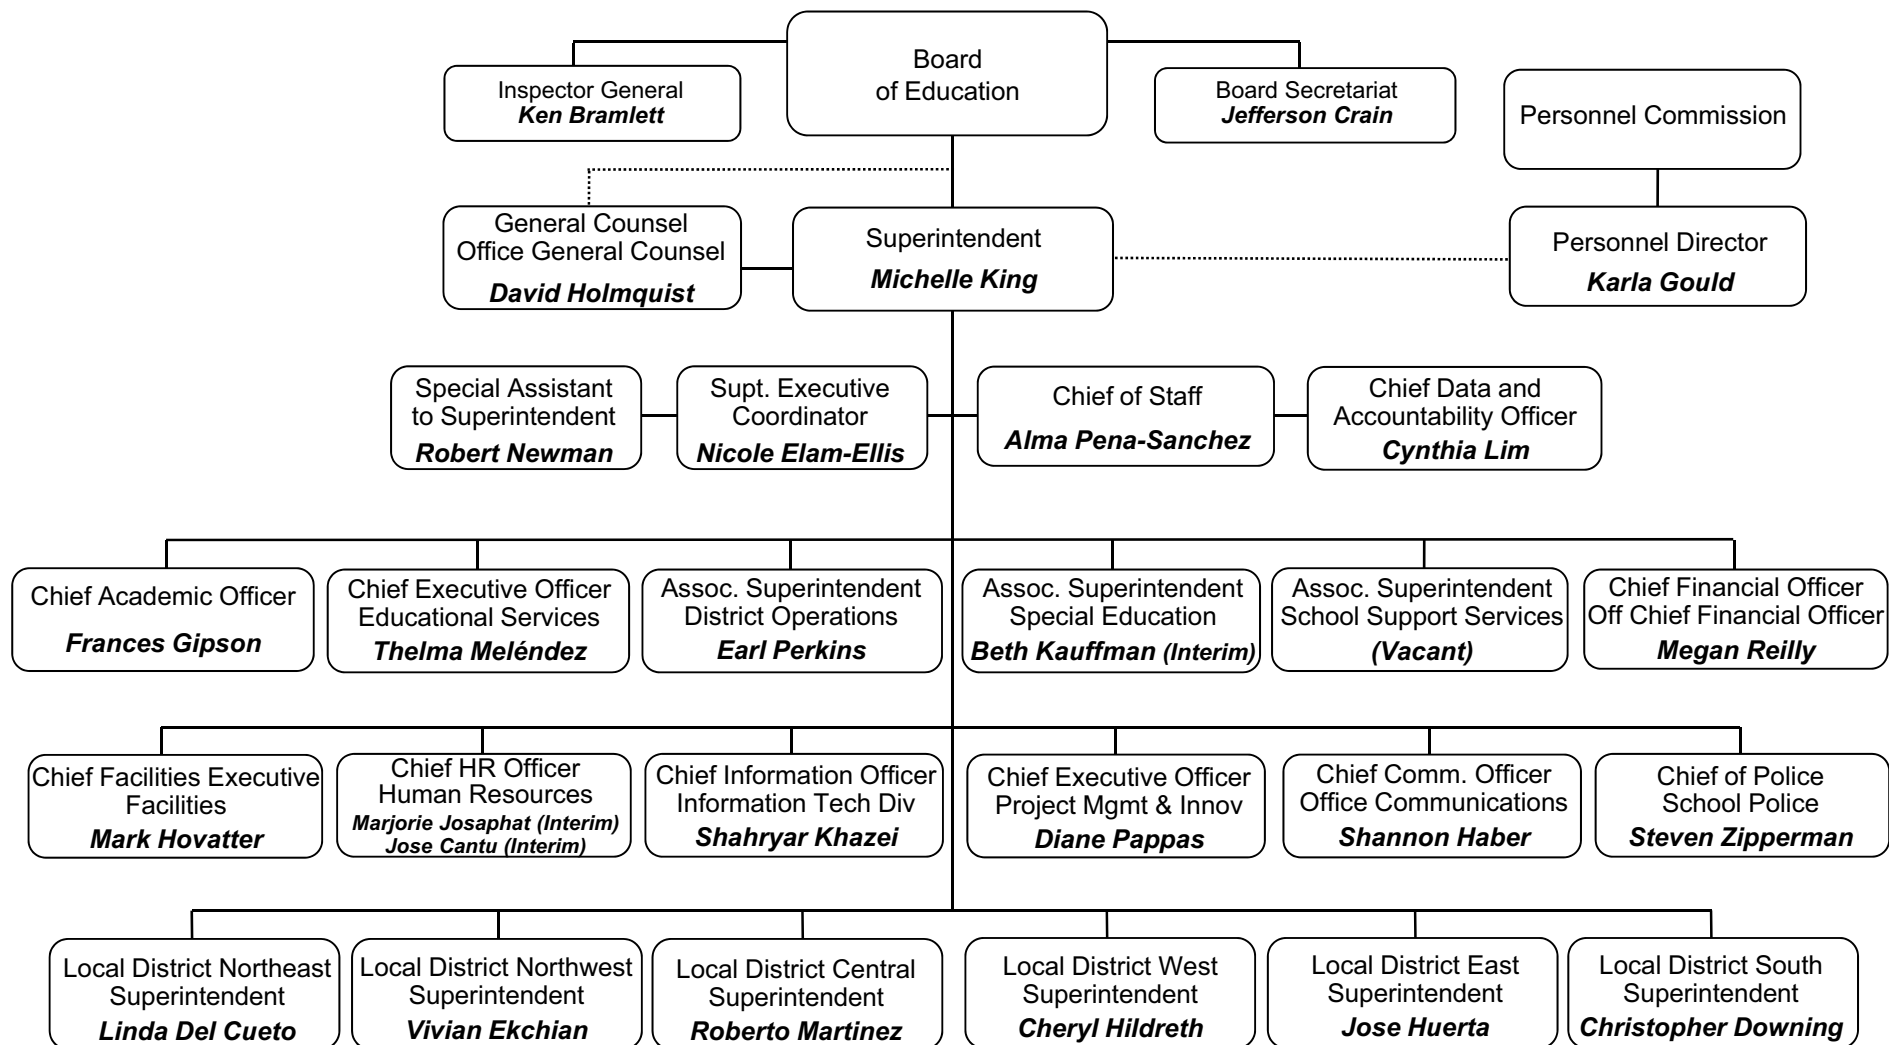 Board
of Education
Inspector General
Ken Bramlett
Board Secretariat
Jefferson Crain
Personnel Commission
General Counsel
Office General Counsel
David Holmquist
Superintendent
Michelle King
Personnel Director
Karla Gould
Special Assistant
to Superintendent
Robert Newman
Supt. Executive
Coordinator
Nicole Elam-Ellis
Chief of Staff
Alma Pena-Sanchez
Chief Data and
Accountability Officer
Cynthia Lim
Chief Academic Officer
Frances Gipson
Chief Executive Officer
Educational Services
Thelma Meléndez
Assoc. Superintendent
District Operations
Earl Perkins
Assoc. Superintendent
Special Education
Beth Kauffman (Interim)
Assoc. Superintendent
School Support Services
(Vacant)
Chief Financial Officer
Off Chief Financial Officer
Megan Reilly
Chief Facilities Executive
Facilities
Mark Hovatter
Chief HR Officer
Human Resources
Marjorie Josaphat (Interim)
Jose Cantu (Interim)
Chief Information Officer
Information Tech Div
Shahryar Khazei
Chief Executive Officer
Project Mgmt & Innov
Diane Pappas
Chief Comm. Officer
Office Communications
Shannon Haber
Chief of Police
School Police
Steven Zipperman
Local District Northeast
Superintendent
Linda Del Cueto
Local District Northwest
Superintendent
Vivian Ekchian
Local District Central
Superintendent
Roberto Martinez
Local District West
Superintendent
Cheryl Hildreth
Local District East
Superintendent
Jose Huerta
Local District South
Superintendent
Christopher Downing